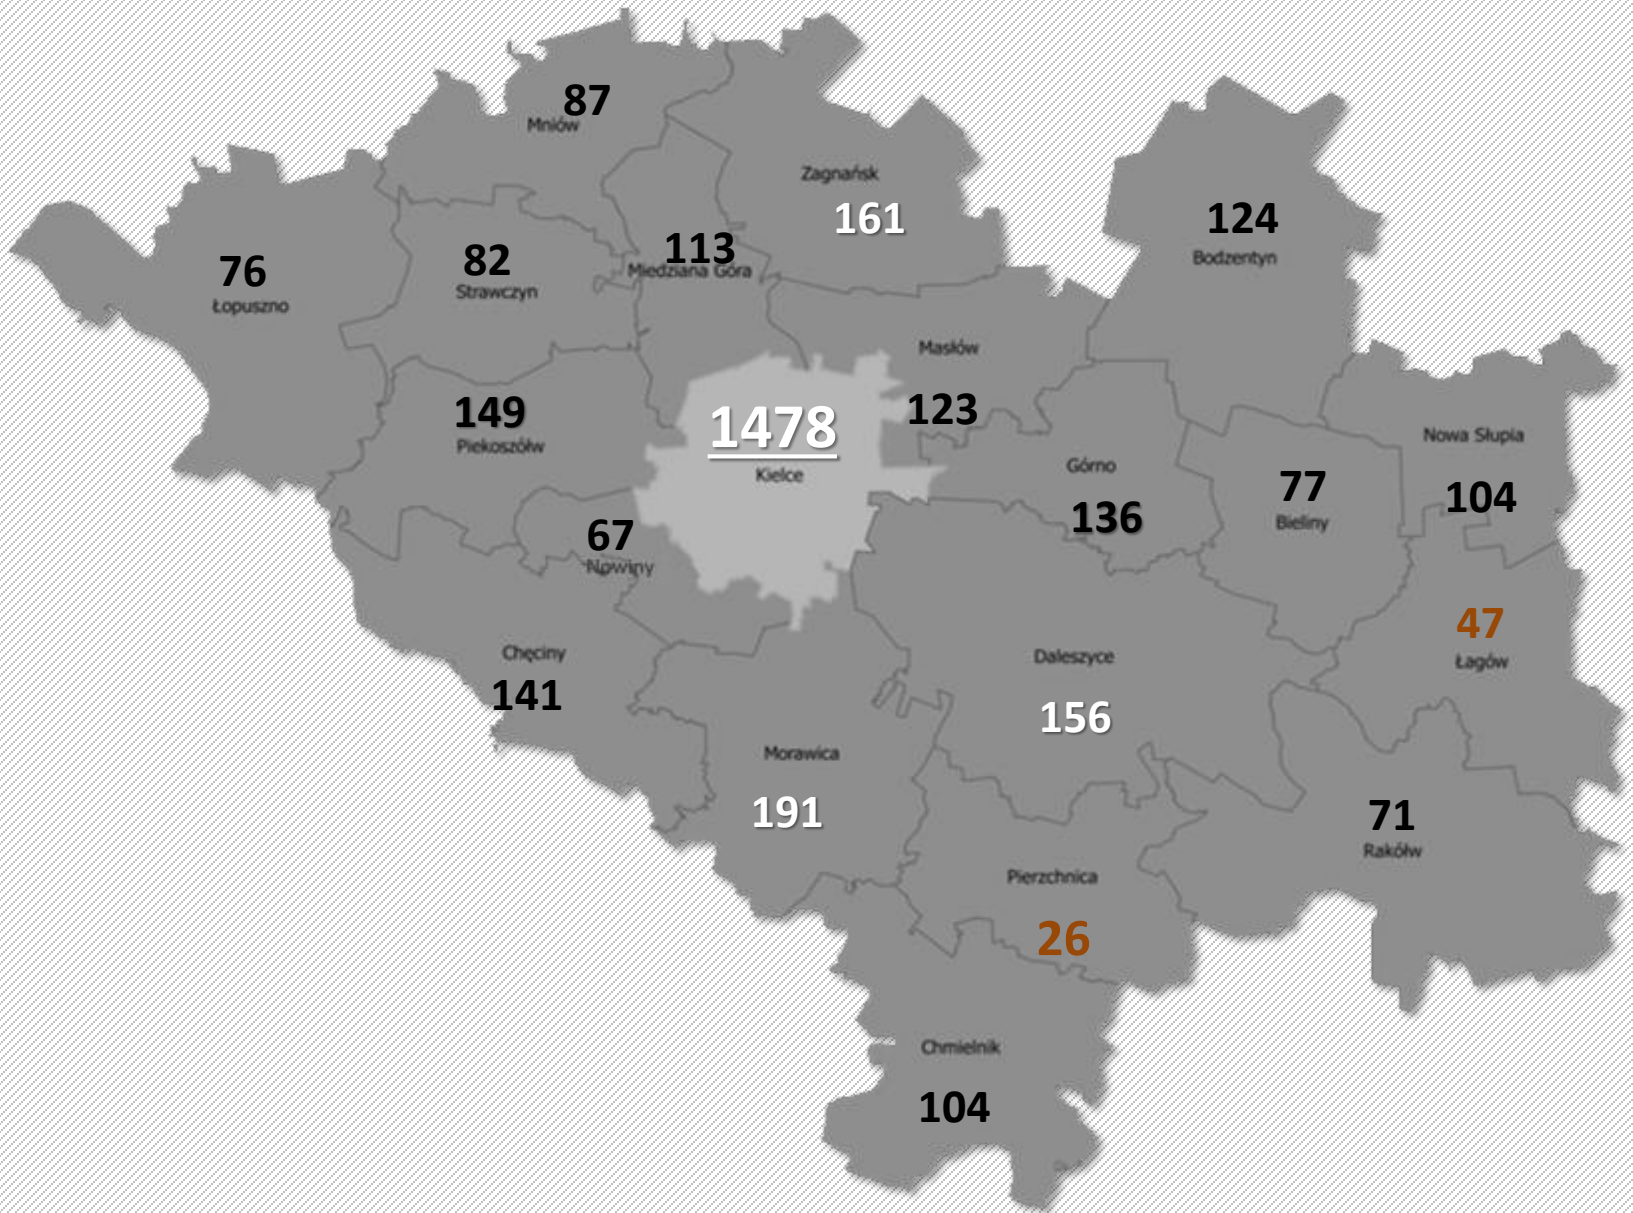 87
Mniów
Zagnańsk
161
124
Bodzentyn
76
Łopuszno
82
Strawczyn
113
Miedziana Góra
Masłów
123
149
Piekoszółw
1478
Kielce
Górno
136
77
Bieliny
Nowa Słupia
104
67
Nowiny
47
Łagów
Chęciny
141
Daleszyce
156
Morawica
191
71
Rakółw
Pierzchnica
26
Chmielnik
104